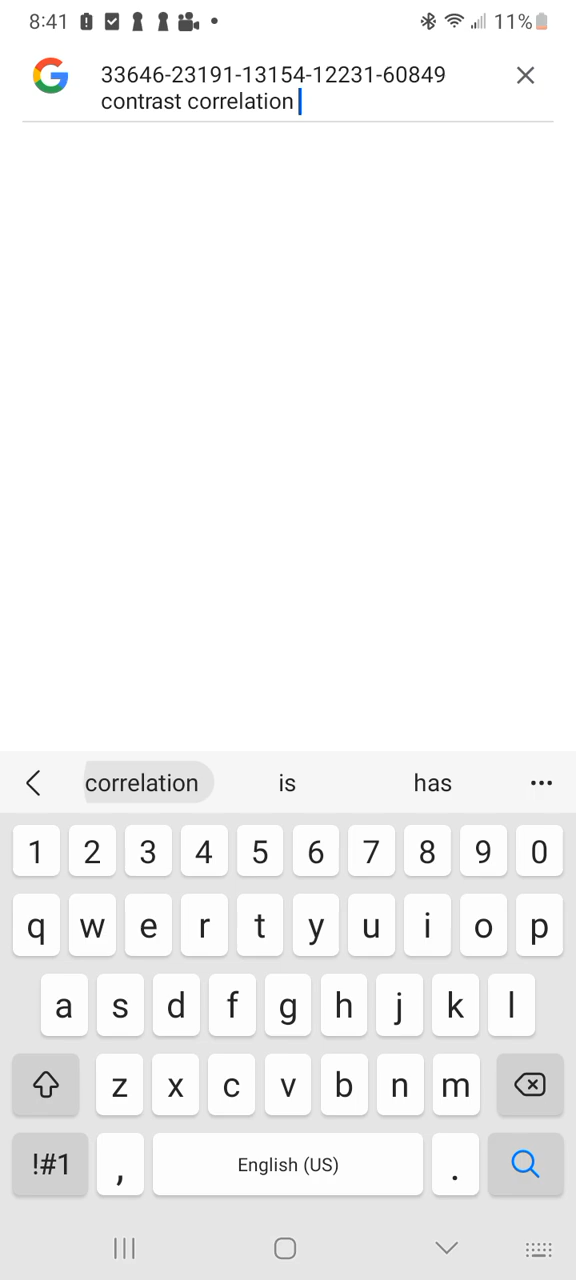 8:41 11%
33646-23191-13154-12231-60849
contrast correlation
correlation is has
1 2 3 4 5 6 7 8 9 0
q w e r t y u i o p
a s d f g h j k l
z x c v b n m
!#1 , English (US) .